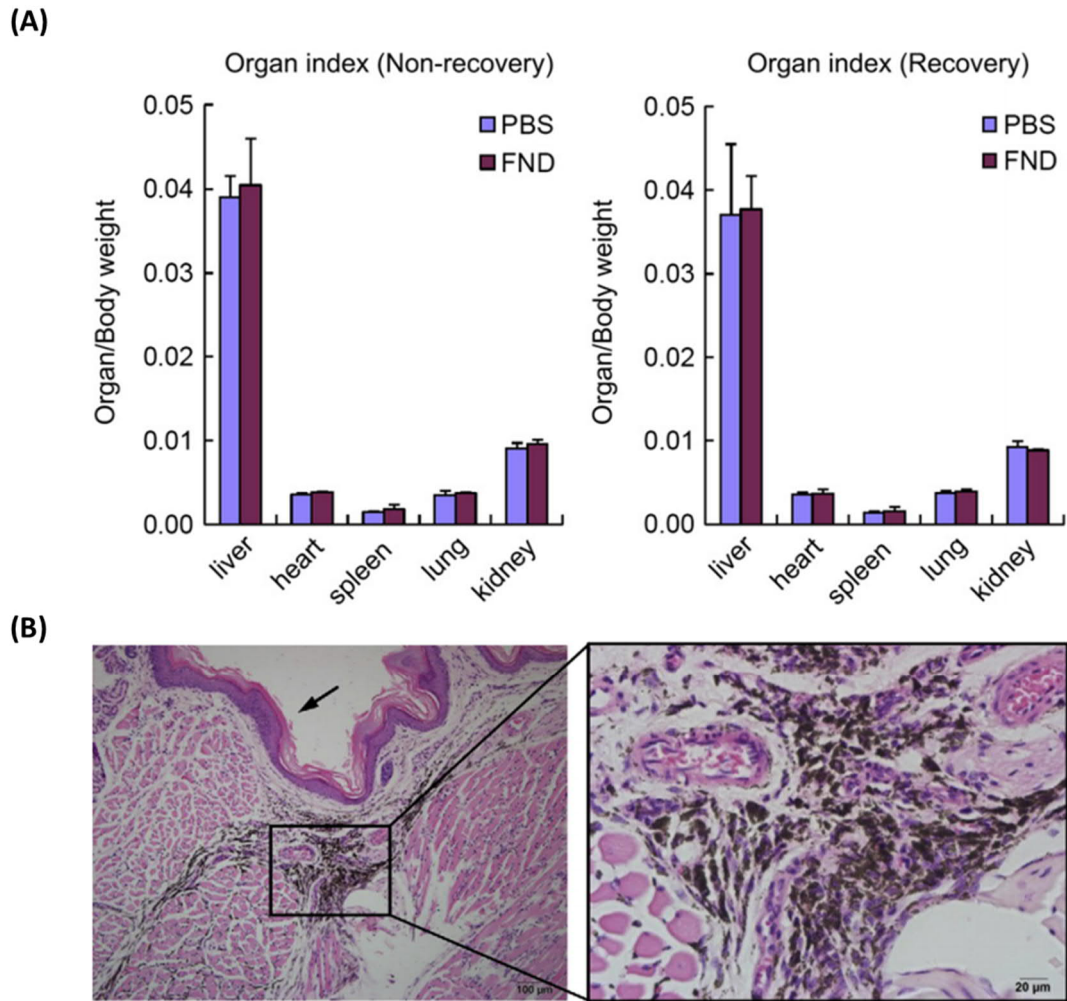 (A)
Organ index (Non-recovery)
PBS
FND
Organ/Body weight
0.05
0.04
0.03
0.02
0.01
0.00
liver
heart
spleen
lung
kidney
Organ index (Recovery)
PBS
FND
Organ/Body weight
0.05
0.04
0.03
0.02
0.01
0.00
liver
heart
spleen
lung
kidney
(B)
100 µm
20 µm